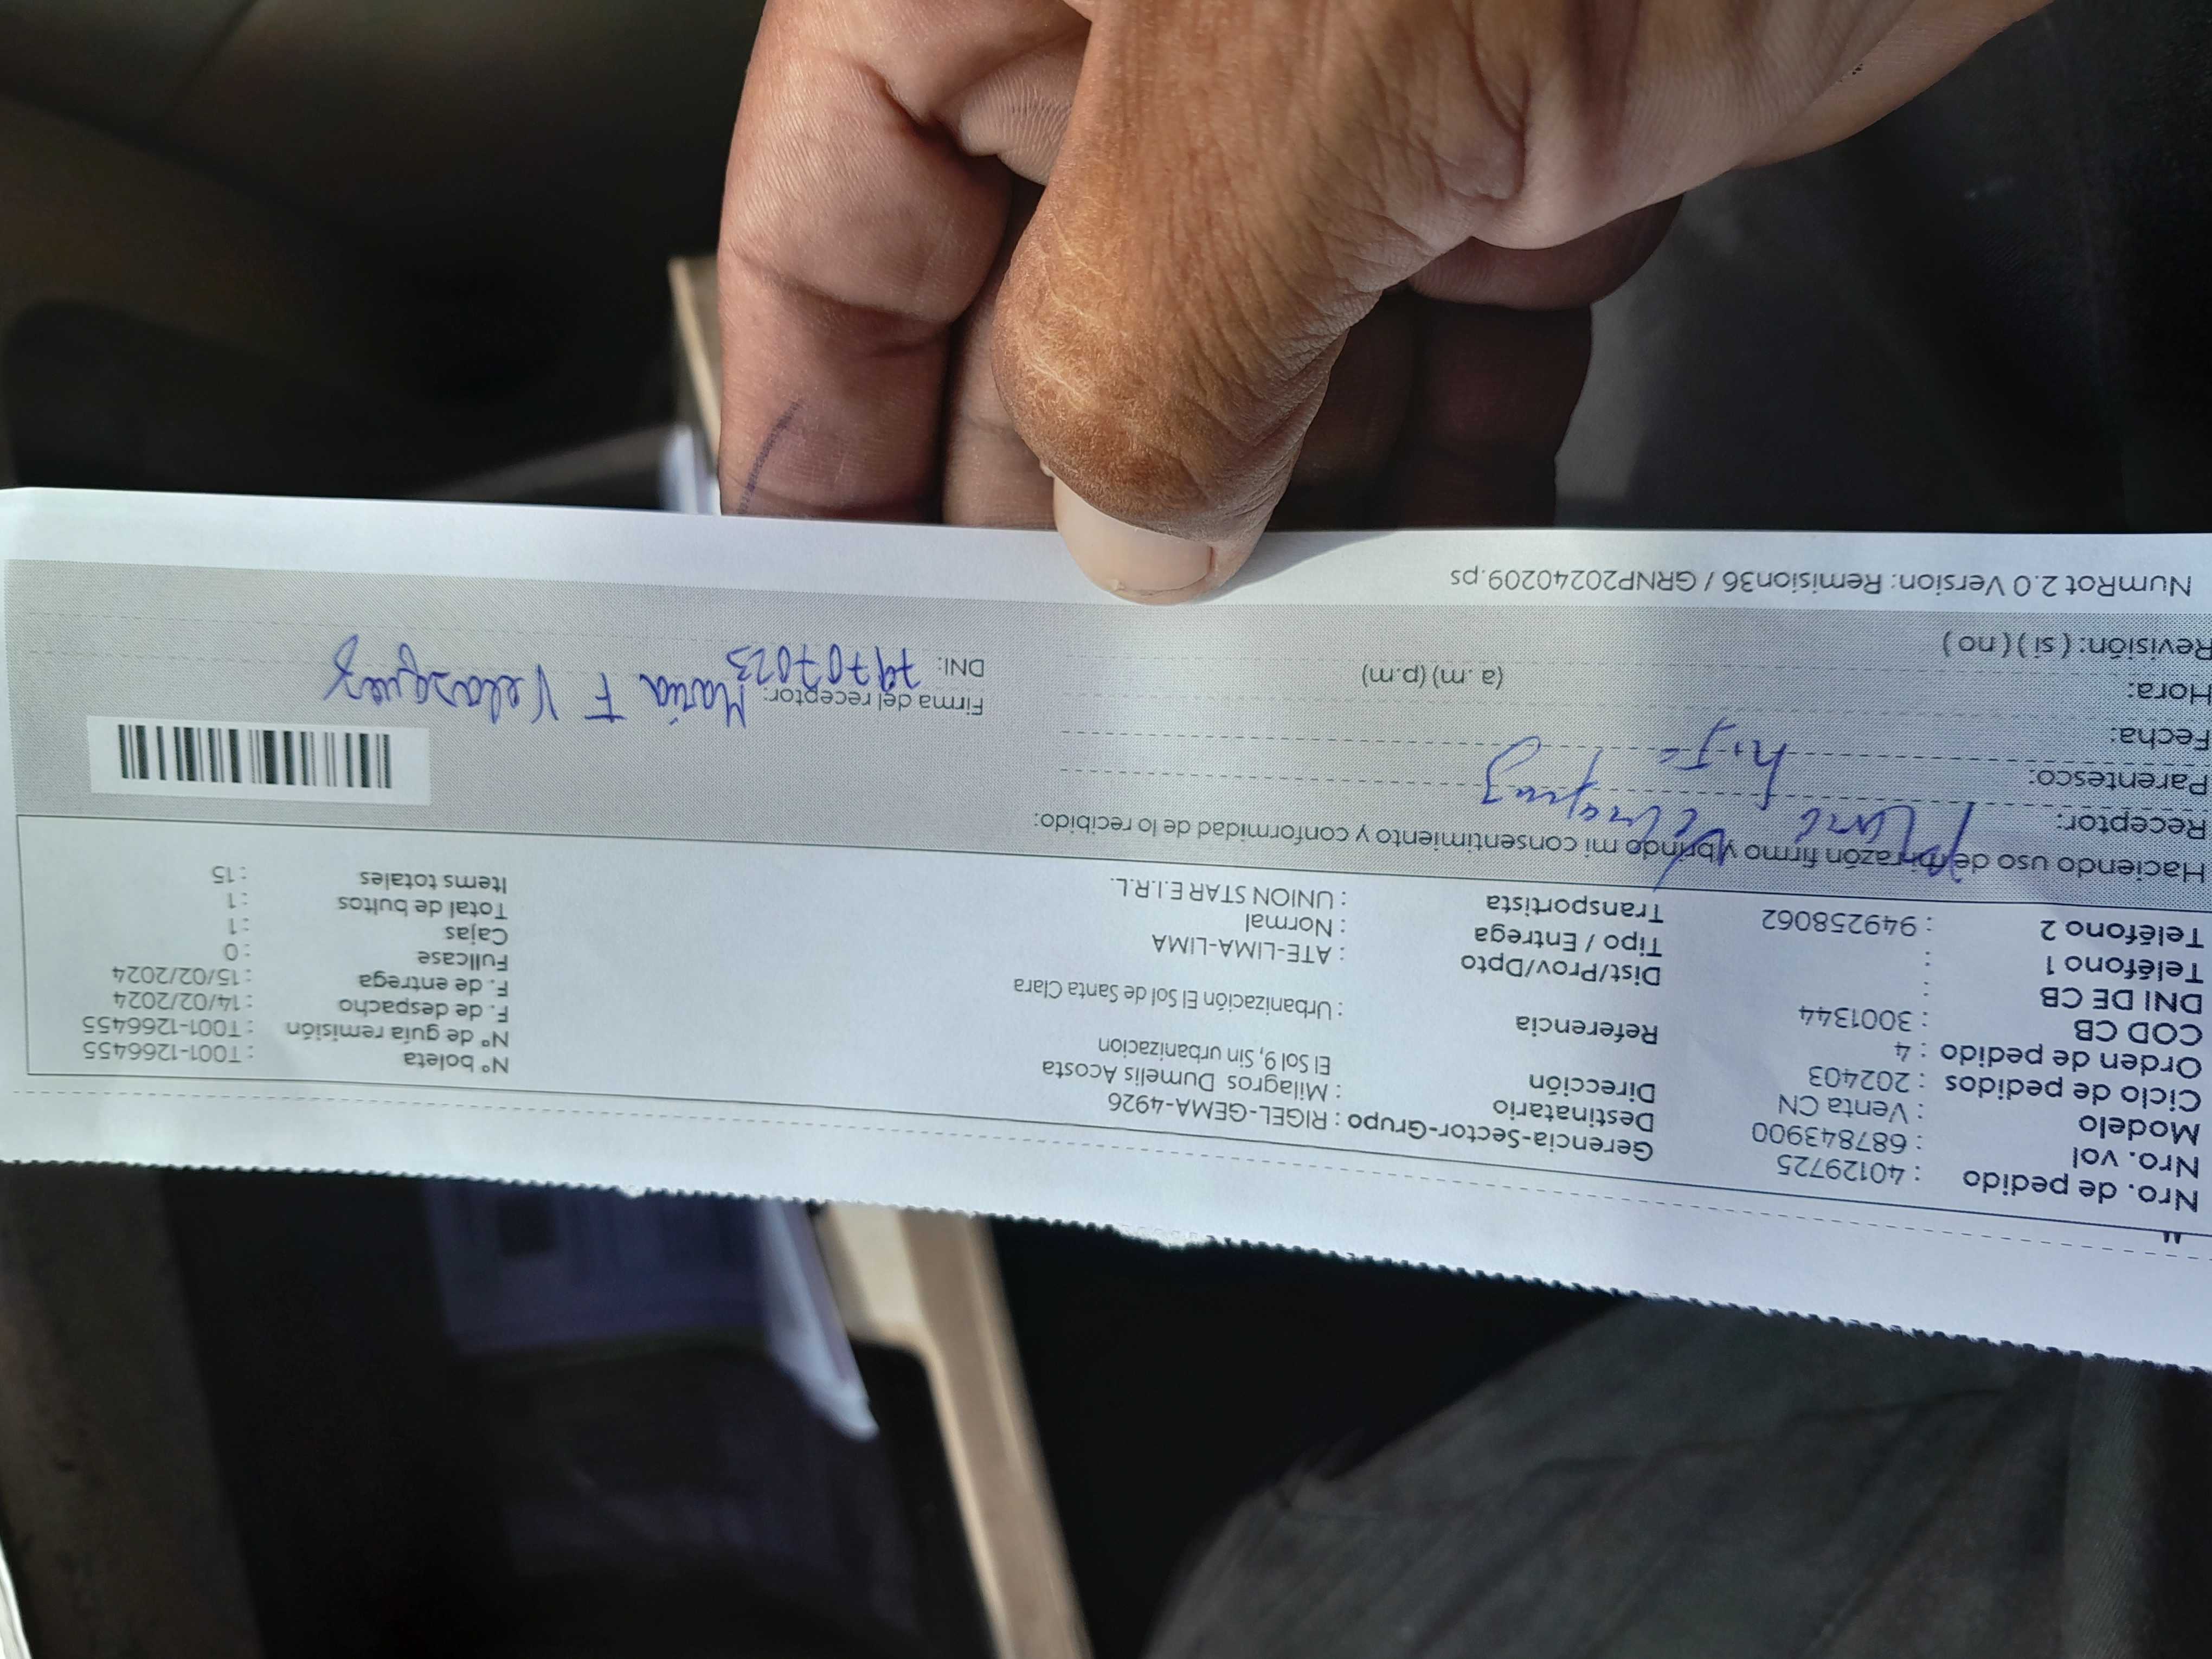 Nro. de pedido : 40129725
Nro. vol : 687843900
Modelo : Venta CN
Ciclo de pedidos : 202403
Orden de pedido : 4
COD CB : 3001344
DNI DE CB :
Teléfono 1 :
Teléfono 2 : 949258062
Gerencia-Sector-Grupo : RIGEL-GEMA-4926
Destinatario : Milagros Dumelis Acosta
Dirección El Sol 9, Sin urbanizacion
Referencia : Urbanización El Sol de Santa Clara
Dist/Prov/Dpto : ATE-LIMA-LIMA
Tipo / Entrega : Normal
Transportista : UNION STAR E.I.R.L.
N° boleta : T001-1266455
N° de guía remisión : T001-1266455
F. de despacho : 14/02/2024
F. de entrega : 15/02/2024
Fullcase : 0
Cajas : 1
Total de bultos : 1
Items totales : 15
Haciendo uso de mi razón firmo y brindo mi consentimiento y conformidad de lo recibido:
Receptor: Velazquez
Parentesco: hija
Fecha:
Hora: (a .m) (p.m)
Revisión: ( sí ) ( no )
Firma del receptor: Maria F Velazquez
DNI: 79707023
NumRot 2.0 Version: Remision36 / GRNP20240209.ps